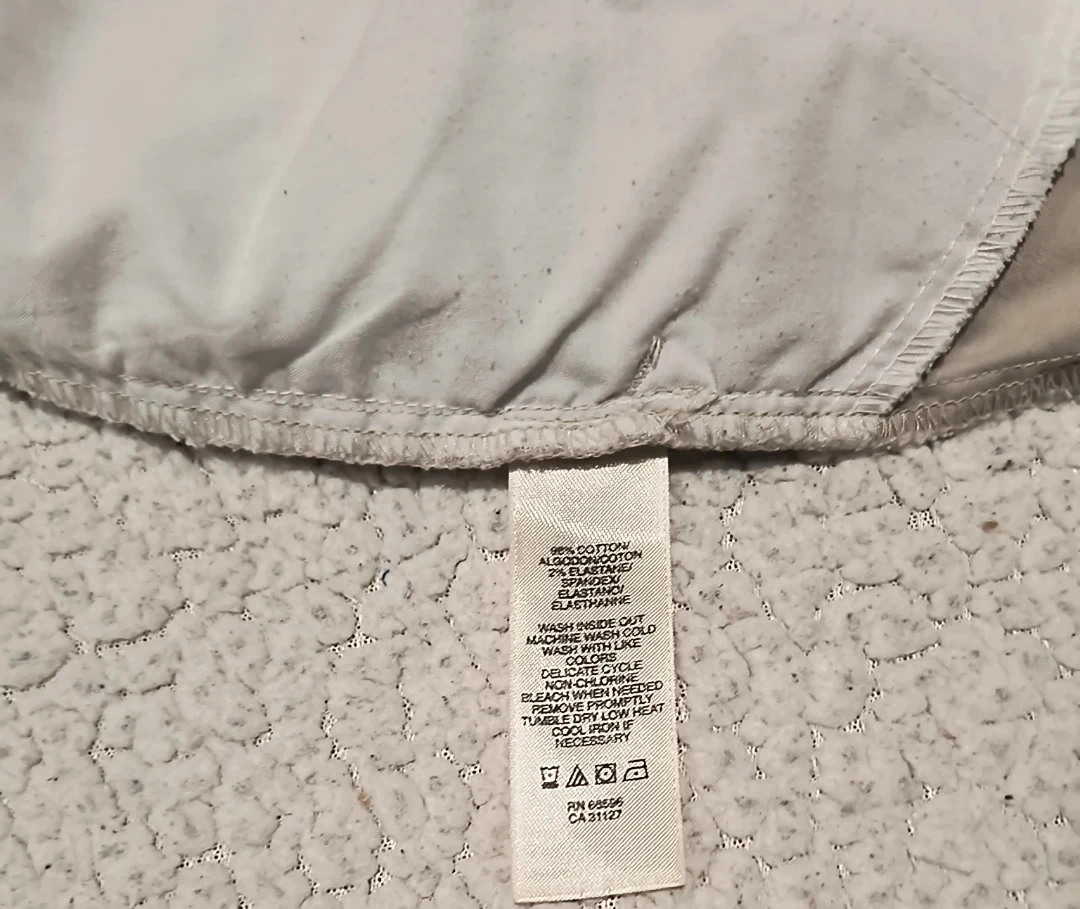 98% COTTON/
ALGODON/COTON
2% ELASTANE/
SPANDEX/
ELASTANO/
ELASTHANNE
WASH INSIDE OUT
MACHINE WASH COLD
WASH WITH LIKE
COLORS
DELICATE CYCLE
NON-CHLORINE
BLEACH WHEN NEEDED
REMOVE PROMPTLY
TUMBLE DRY LOW HEAT
COOL IRON IF
NECESSARY
RN 68596
CA 31127